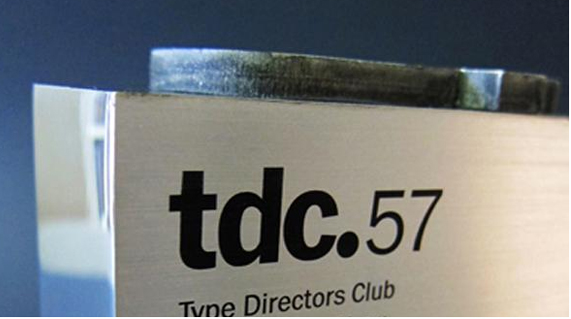 tdc.57
Type Directors Club